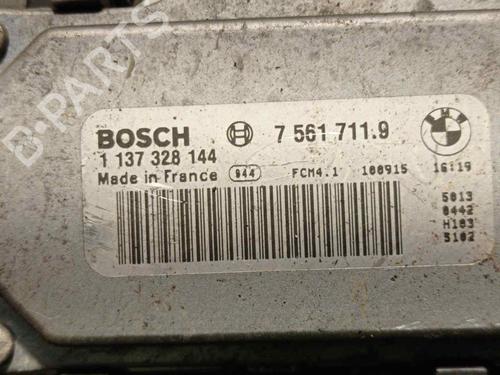 B-PARTS
BOSCH 7 561 711.9 BMW
1 137 328 144
Made in France 944 FCM4.1 100915 16:19
5013
0442
H103
5102